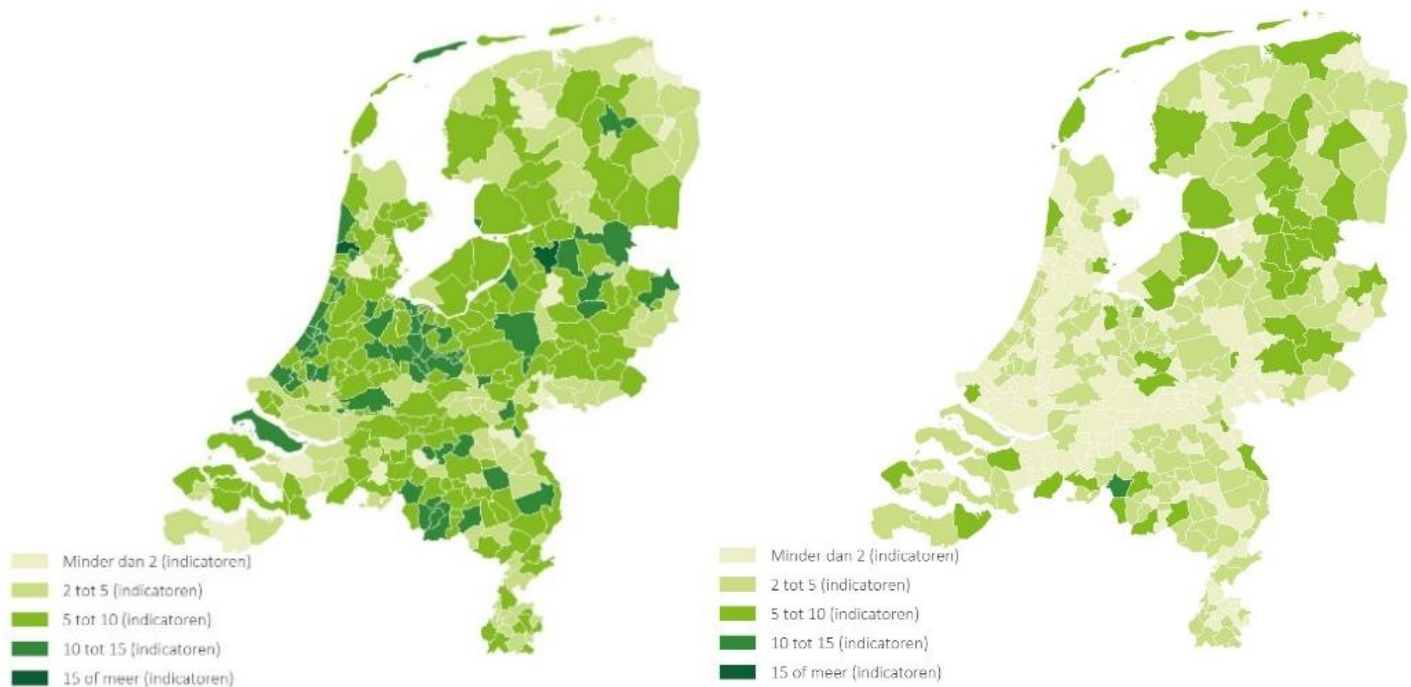 Minder dan 2 (indicatoren)
2 tot 5 (indicatoren)
5 tot 10 (indicatoren)
10 tot 15 (indicatoren)
15 of meer (indicatoren)
Minder dan 2 (indicatoren)
2 tot 5 (indicatoren)
5 tot 10 (indicatoren)
10 tot 15 (indicatoren)
15 of meer (indicatoren)